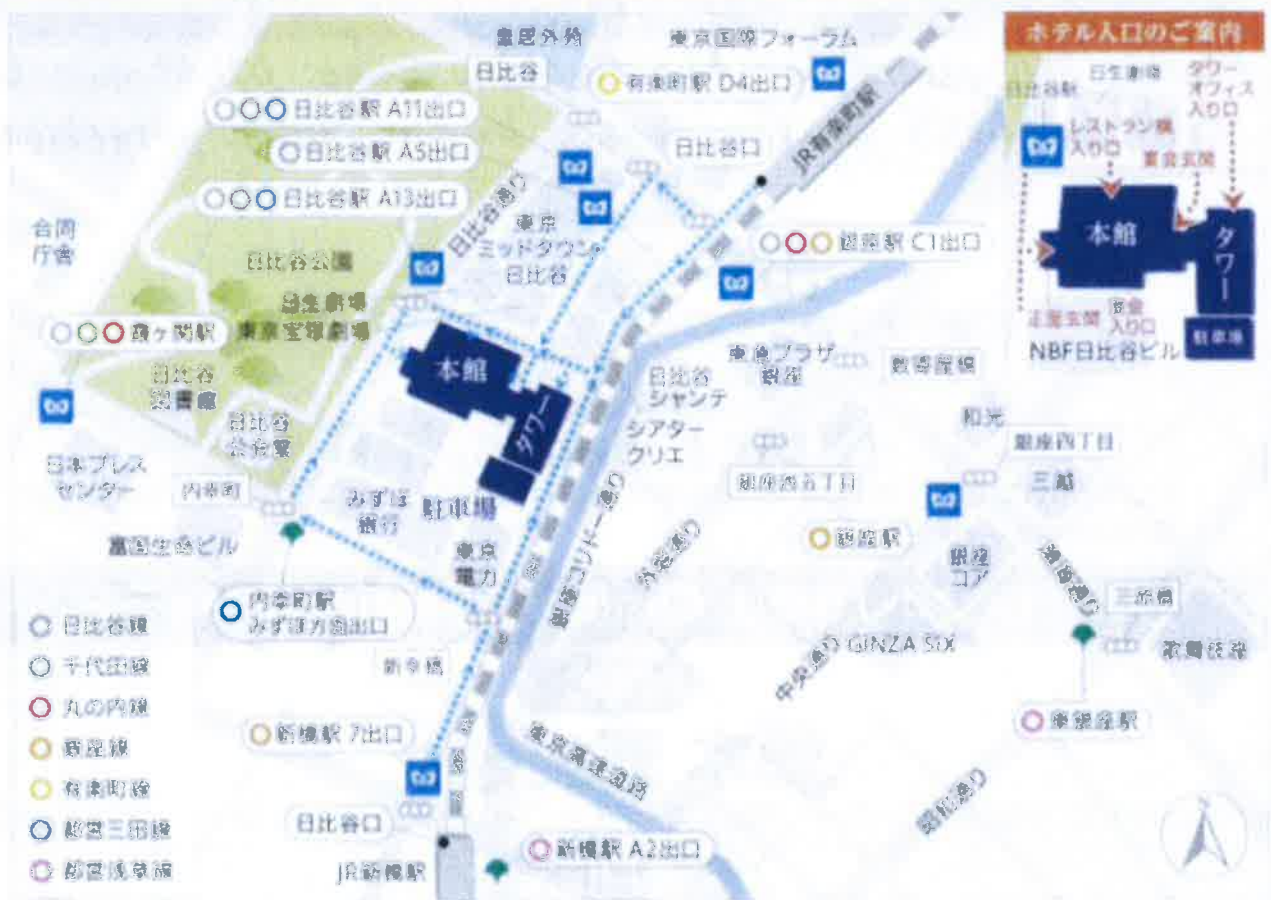 皇居外苑
日比谷
東京国際フォーラム
有楽町駅 D4出口
JR有楽町駅
日比谷口
日比谷駅 A11出口
日比谷駅 A5出口
日比谷駅 A13出口
日比谷通り
東京
ミッドタウン
日比谷
銀座駅 C1出口
合同
庁舎
日比谷公園
日生劇場
東京宝塚劇場
霞ヶ関駅
日比谷
図書館
日比谷
公会堂
本館
タワー
駐車場
日比谷
シャンテ
シアター
クリエ
東急プラザ
銀座
数寄屋橋
和光
銀座四丁目
三越
銀座西五丁目
銀座駅
銀座
コア
晴海通り
三原橋
歌舞伎座
東銀座駅
日本プレス
センター
内幸町
みずほ
銀行
富国生命ビル
東京
電力
銀座コリドー通り
外堀通り
内幸町駅
みずほ方面出口
新幸橋
中央通り GINZA SIX
新橋駅 7出口
東京高速道路
昭和通り
日比谷口
JR新橋駅
新橋駅 A2出口
日比谷線
千代田線
丸の内線
銀座線
有楽町線
都営三田線
都営浅草線
ホテル入口のご案内
日比谷駅
日生劇場
タワー
オフィス
入り口
レストラン横
入り口
宴会玄関
本館
タワー
正面玄関
入り口
NBF日比谷ビル
駐車場